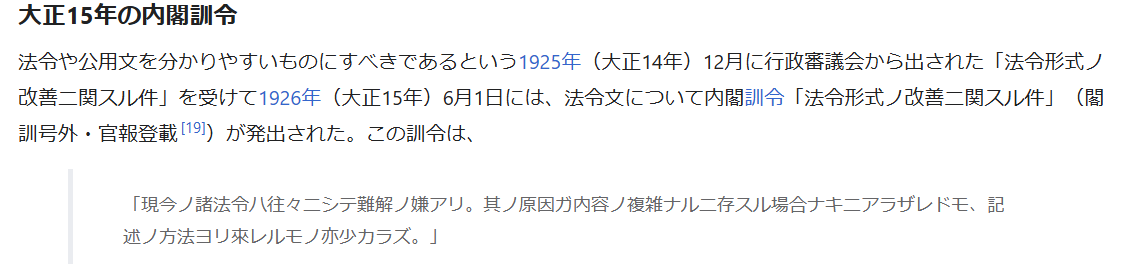 大正15年の内閣訓令
法令や公用文を分かりやすいものにすべきであるという1925年（大正14年）12月に行政審議会から出された「法令形式ノ
改善ニ関スル件」を受けて1926年（大正15年）6月1日には、法令文について内閣訓令「法令形式ノ改善ニ関スル件」（閣
訓号外・官報登載[19]）が発出された。この訓令は、
「現今ノ諸法令ハ往々ニシテ難解ノ嫌アリ。其ノ原因ガ内容ノ複雑ナルニ存スル場合ナキニアラザレドモ、記
述ノ方法ヨリ來レルモノ亦少カラズ。」